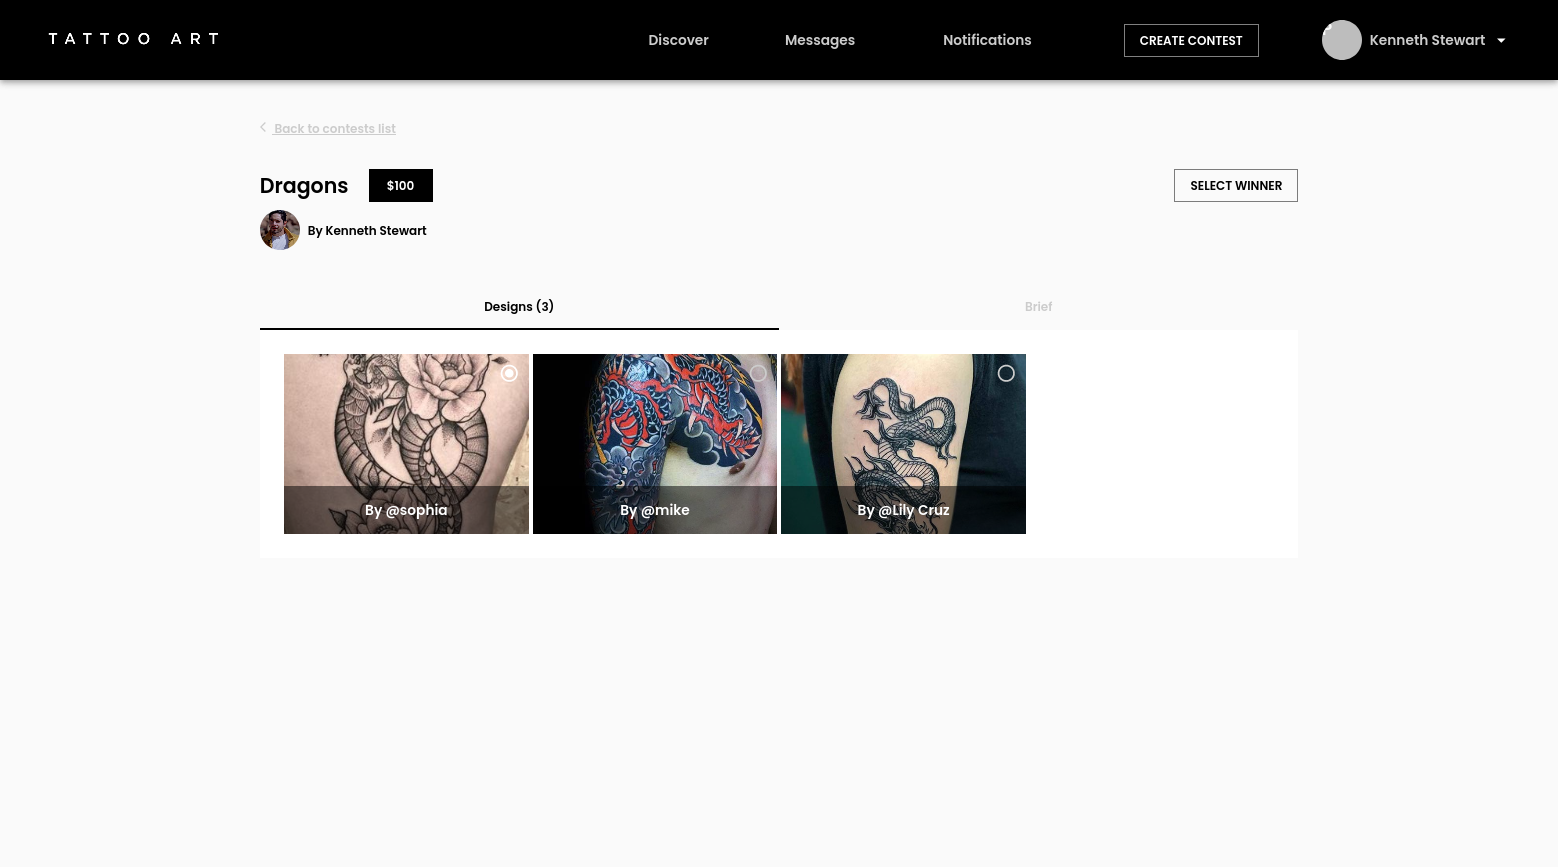 TATTOO ART
Discover
Messages
Notifications
CREATE CONTEST
Kenneth Stewart
Back to contests list
Dragons
$100
SELECT WINNER
By Kenneth Stewart
Designs (3)
Brief
By @sophia
By @mike
By @Lily Cruz